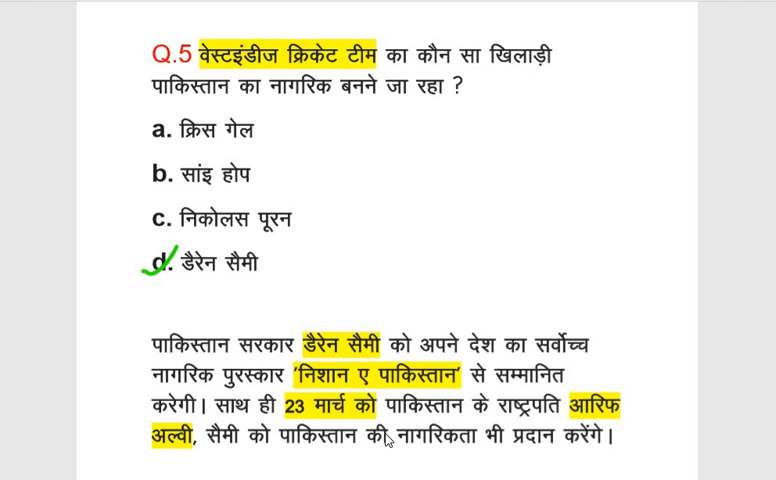 Q.5 वेस्टइंडीज क्रिकेट टीम का कौन सा खिलाड़ी
पाकिस्तान का नागरिक बनने जा रहा ?
a. क्रिस गेल
b. सांइ होप
c. निकोलस पूरन
d. डैरेन सैमी
पाकिस्तान सरकार डैरेन सैमी को अपने देश का सर्वोच्च
नागरिक पुरस्कार ‘निशान ए पाकिस्तान’ से सम्मानित
करेगी। साथ ही 23 मार्च को पाकिस्तान के राष्ट्रपति आरिफ
अल्वी, सैमी को पाकिस्तान की नागरिकता भी प्रदान करेंगे।